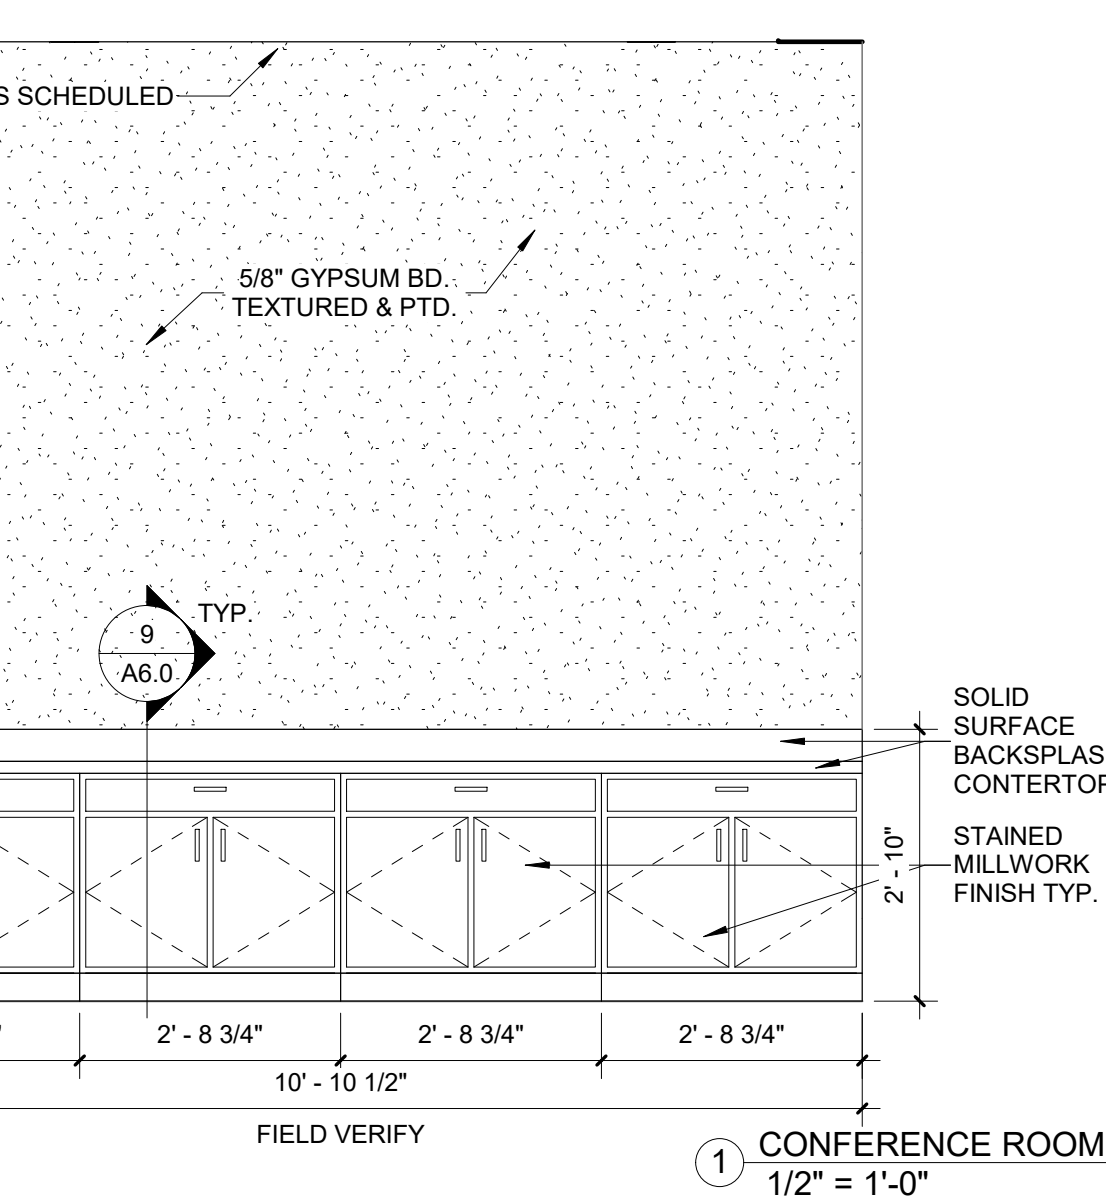 S SCHEDULED
5/8" GYPSUM BD.
TEXTURED & PTD.
TYP.
9
A6.0
SOLID
SURFACE
BACKSPLAS
CONTERTOP
STAINED
MILLWORK
FINISH TYP.
2' - 10"
2' - 8 3/4"
2' - 8 3/4"
2' - 8 3/4"
10' - 10 1/2"
FIELD VERIFY
1
CONFERENCE ROOM
1/2" = 1'-0"